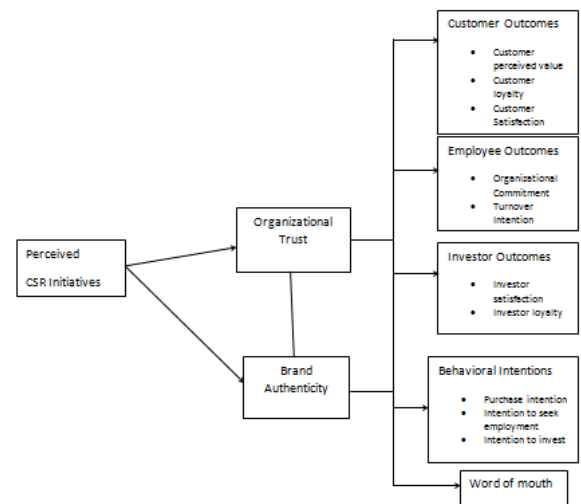 Perceived
CSR Initiatives
Organizational
Trust
Brand
Authenticity
Customer Outcomes
• Customer
perceived value
• Customer
loyalty
• Customer
Satisfaction
Employee Outcomes
• Organizational
Commitment
• Turnover
Intention
Investor Outcomes
• Investor
satisfaction
• Investor loyalty
Behavioral Intentions
• Purchase intention
• Intention to seek
employment
• Intention to invest
Word of mouth